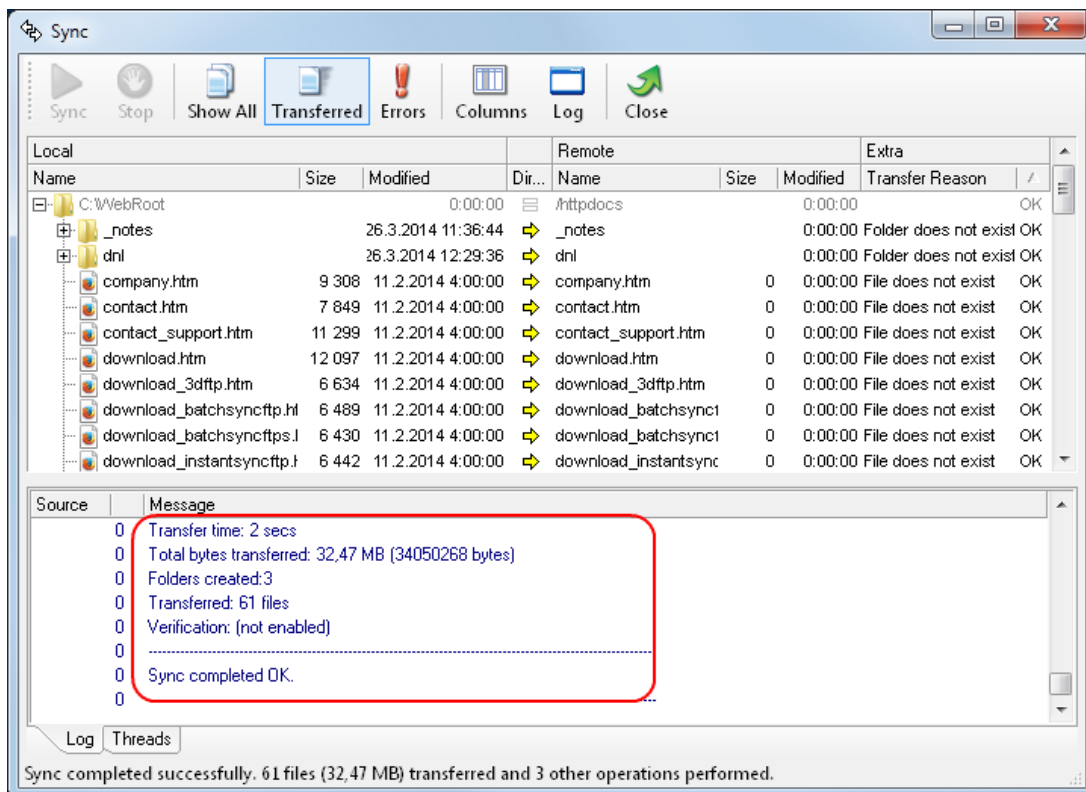 Sync
Sync Stop Show All Transferred Errors Columns Log Close
Local Remote Extra
Name Size Modified Dir... Name Size Modified Transfer Reason
C:\WebRoot 0:00:00 /httpdocs 0:00:00 OK
_notes 26.3.2014 11:36:44 _notes 0:00:00 Folder does not exist OK
dnl 26.3.2014 12:29:36 dnl 0:00:00 Folder does not exist OK
company.htm 9 308 11.2.2014 4:00:00 company.htm 0 0:00:00 File does not exist OK
contact.htm 7 849 11.2.2014 4:00:00 contact.htm 0 0:00:00 File does not exist OK
contact_support.htm 11 299 11.2.2014 4:00:00 contact_support.htm 0 0:00:00 File does not exist OK
download.htm 12 097 11.2.2014 4:00:00 download.htm 0 0:00:00 File does not exist OK
download_3dftp.htm 6 634 11.2.2014 4:00:00 download_3dftp.htm 0 0:00:00 File does not exist OK
download_batchsyncftp.ht 6 489 11.2.2014 4:00:00 download_batchsyncf 0 0:00:00 File does not exist OK
download_batchsyncftps.l 6 430 11.2.2014 4:00:00 download_batchsyncf 0 0:00:00 File does not exist OK
download_instantsyncftp.h 6 442 11.2.2014 4:00:00 download_instantsync 0 0:00:00 File does not exist OK
Source Message
0 Transfer time: 2 secs
0 Total bytes transferred: 32,47 MB (34050268 bytes)
0 Folders created:3
0 Transferred: 61 files
0 Verification: (not enabled)
0 ------------------------------------------------------------
0 Sync completed OK.
0 ------------------------------------------------------------
Log Threads
Sync completed successfully. 61 files (32,47 MB) transferred and 3 other operations performed.